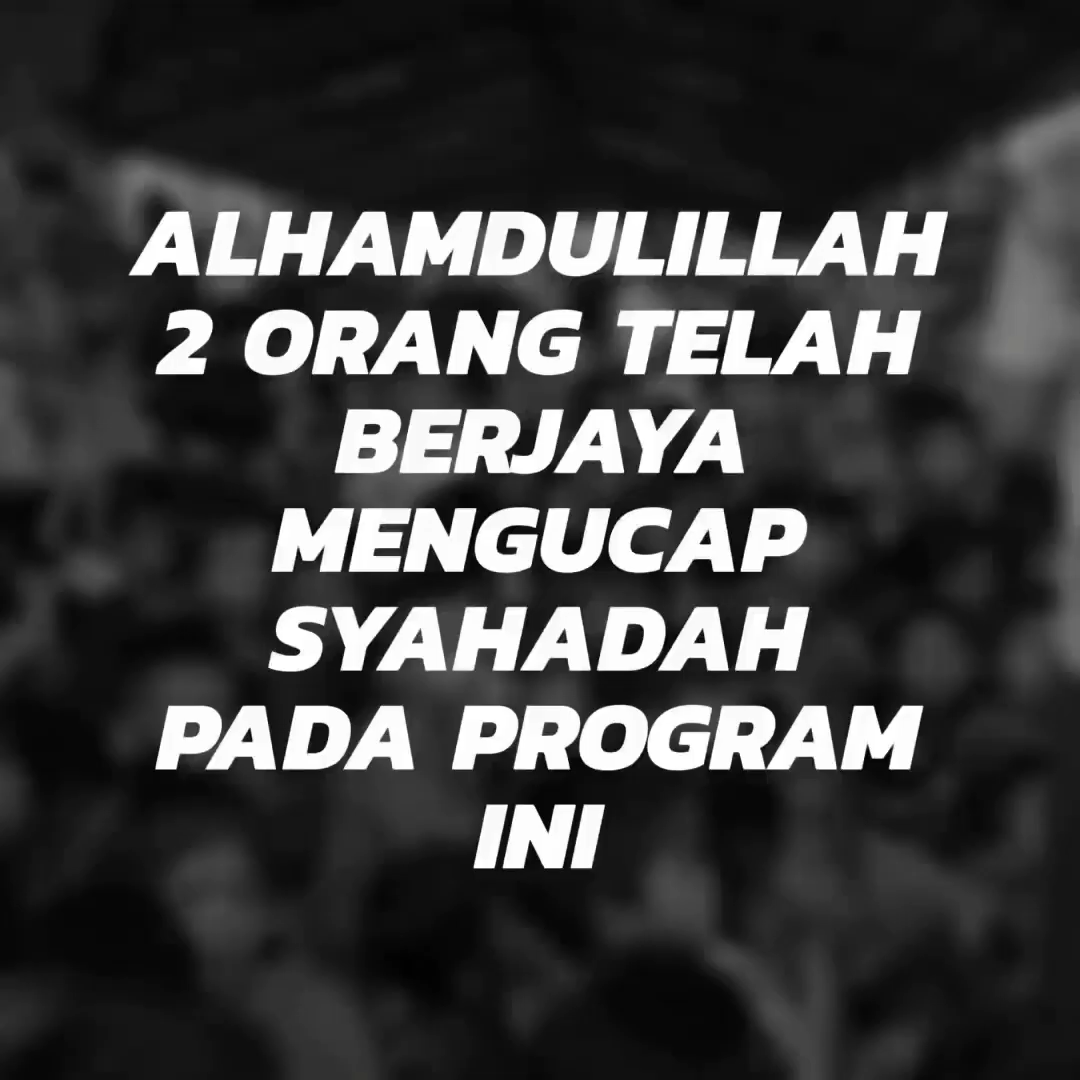 ALHAMDULILLAH
2 ORANG TELAH
BERJAYA
MENGUCAP
SYAHADAH
PADA PROGRAM
INI